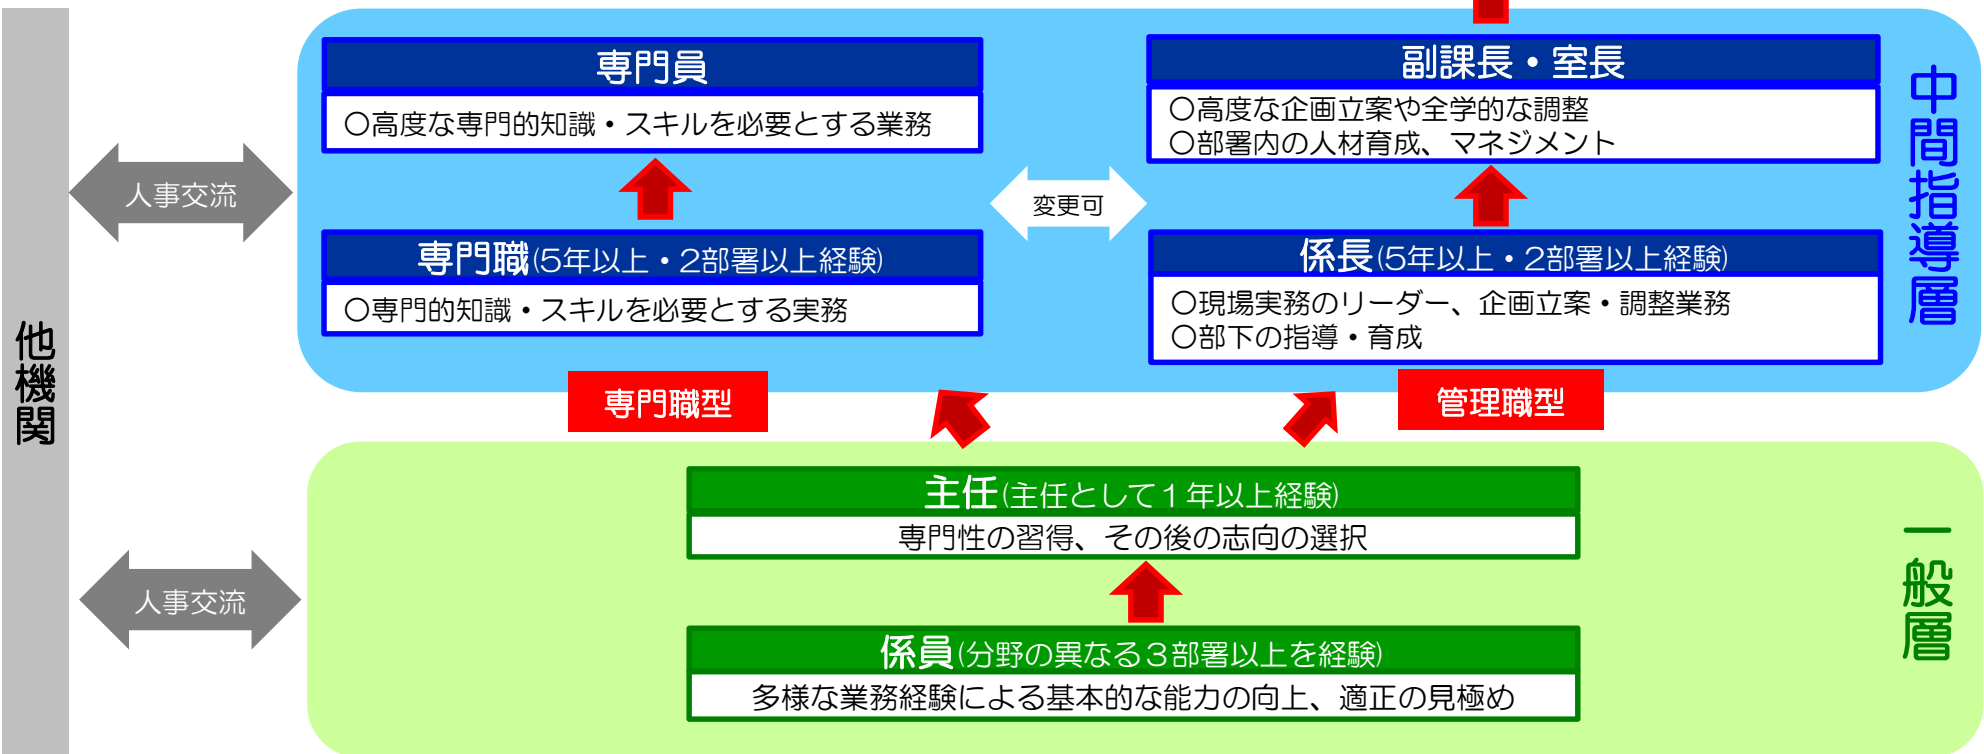 専門員
〇高度な専門的知識・スキルを必要とする業務
副課長・室長
〇高度な企画立案や全学的な調整
〇部署内の人材育成、マネジメント
中間指導層
人事交流
変更可
専門職(5年以上・2部署以上経験)
〇専門的知識・スキルを必要とする実務
係長(5年以上・2部署以上経験)
〇現場実務のリーダー、企画立案・調整業務
〇部下の指導・育成
他機関
専門職型
管理職型
主任(主任として１年以上経験)
専門性の習得、その後の志向の選択
一般層
人事交流
係員(分野の異なる３部署以上を経験)
多様な業務経験による基本的な能力の向上、適正の見極め